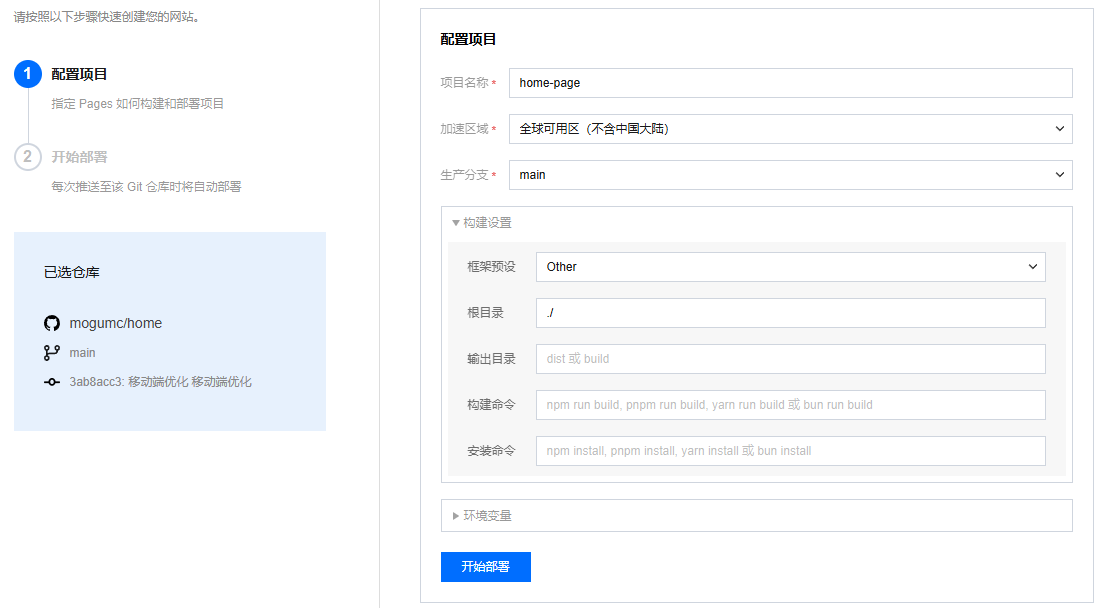 请按照以下步骤快速创建您的网站。
1 配置项目
指定 Pages 如何构建和部署项目
2 开始部署
每次推送至该 Git 仓库时将自动部署
已选仓库
mogumc/home
main
3ab8acc3: 移动端优化 移动端优化
配置项目
项目名称 * home-page
加速区域 * 全球可用区（不含中国大陆）
生产分支 * main
构建设置
框架预设 Other
根目录 ./
输出目录 dist 或 build
构建命令 npm run build, pnpm run build, yarn run build 或 bun run build
安装命令 npm install, pnpm install, yarn install 或 bun install
环境变量
开始部署